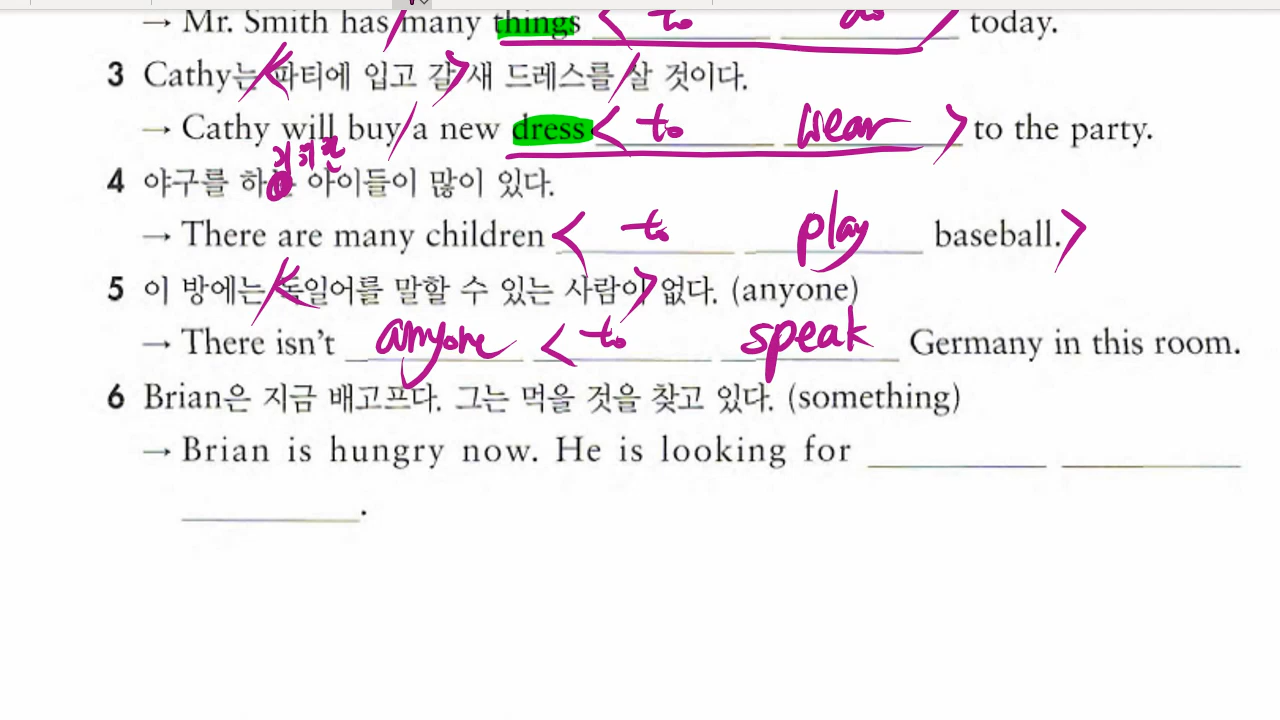 → Mr. Smith has many things < to do > today.
3 Cathy는 파티에 입고 갈 새 드레스를 살 것이다.
→ Cathy will buy a new dress < to wear > to the party.
4 야구를 하는 아이들이 많이 있다.
→ There are many children < to play baseball. >
5 이 방에는 독일어를 말할 수 있는 사람이 없다. (anyone)
→ There isn't anyone < to speak Germany in this room.
6 Brian은 지금 배고프다. 그는 먹을 것을 찾고 있다. (something)
→ Brian is hungry now. He is looking for
.